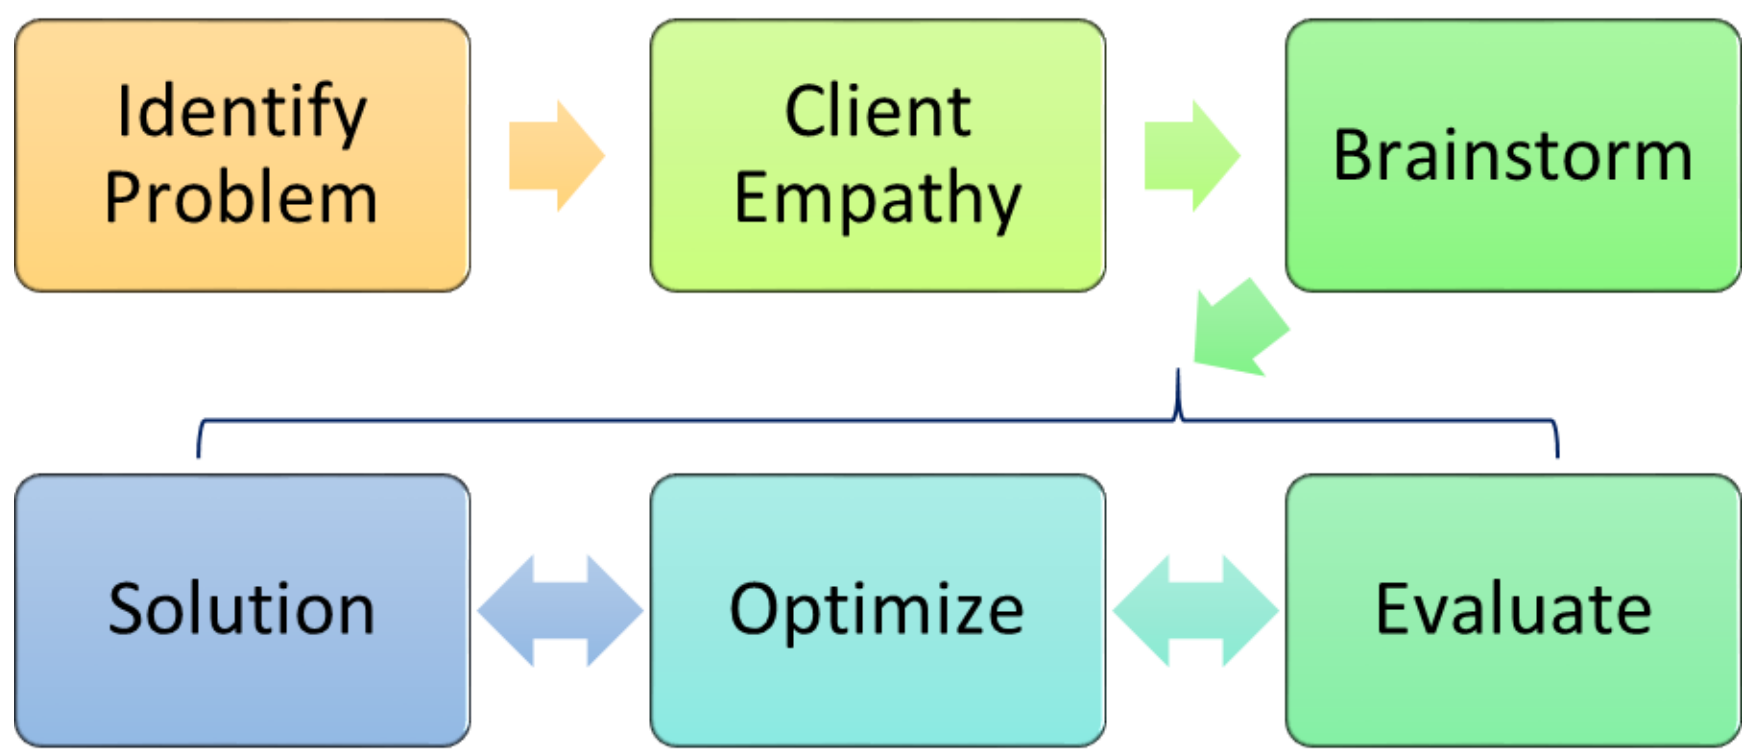 Identify
Problem
Client
Empathy
Brainstorm
Solution
Optimize
Evaluate